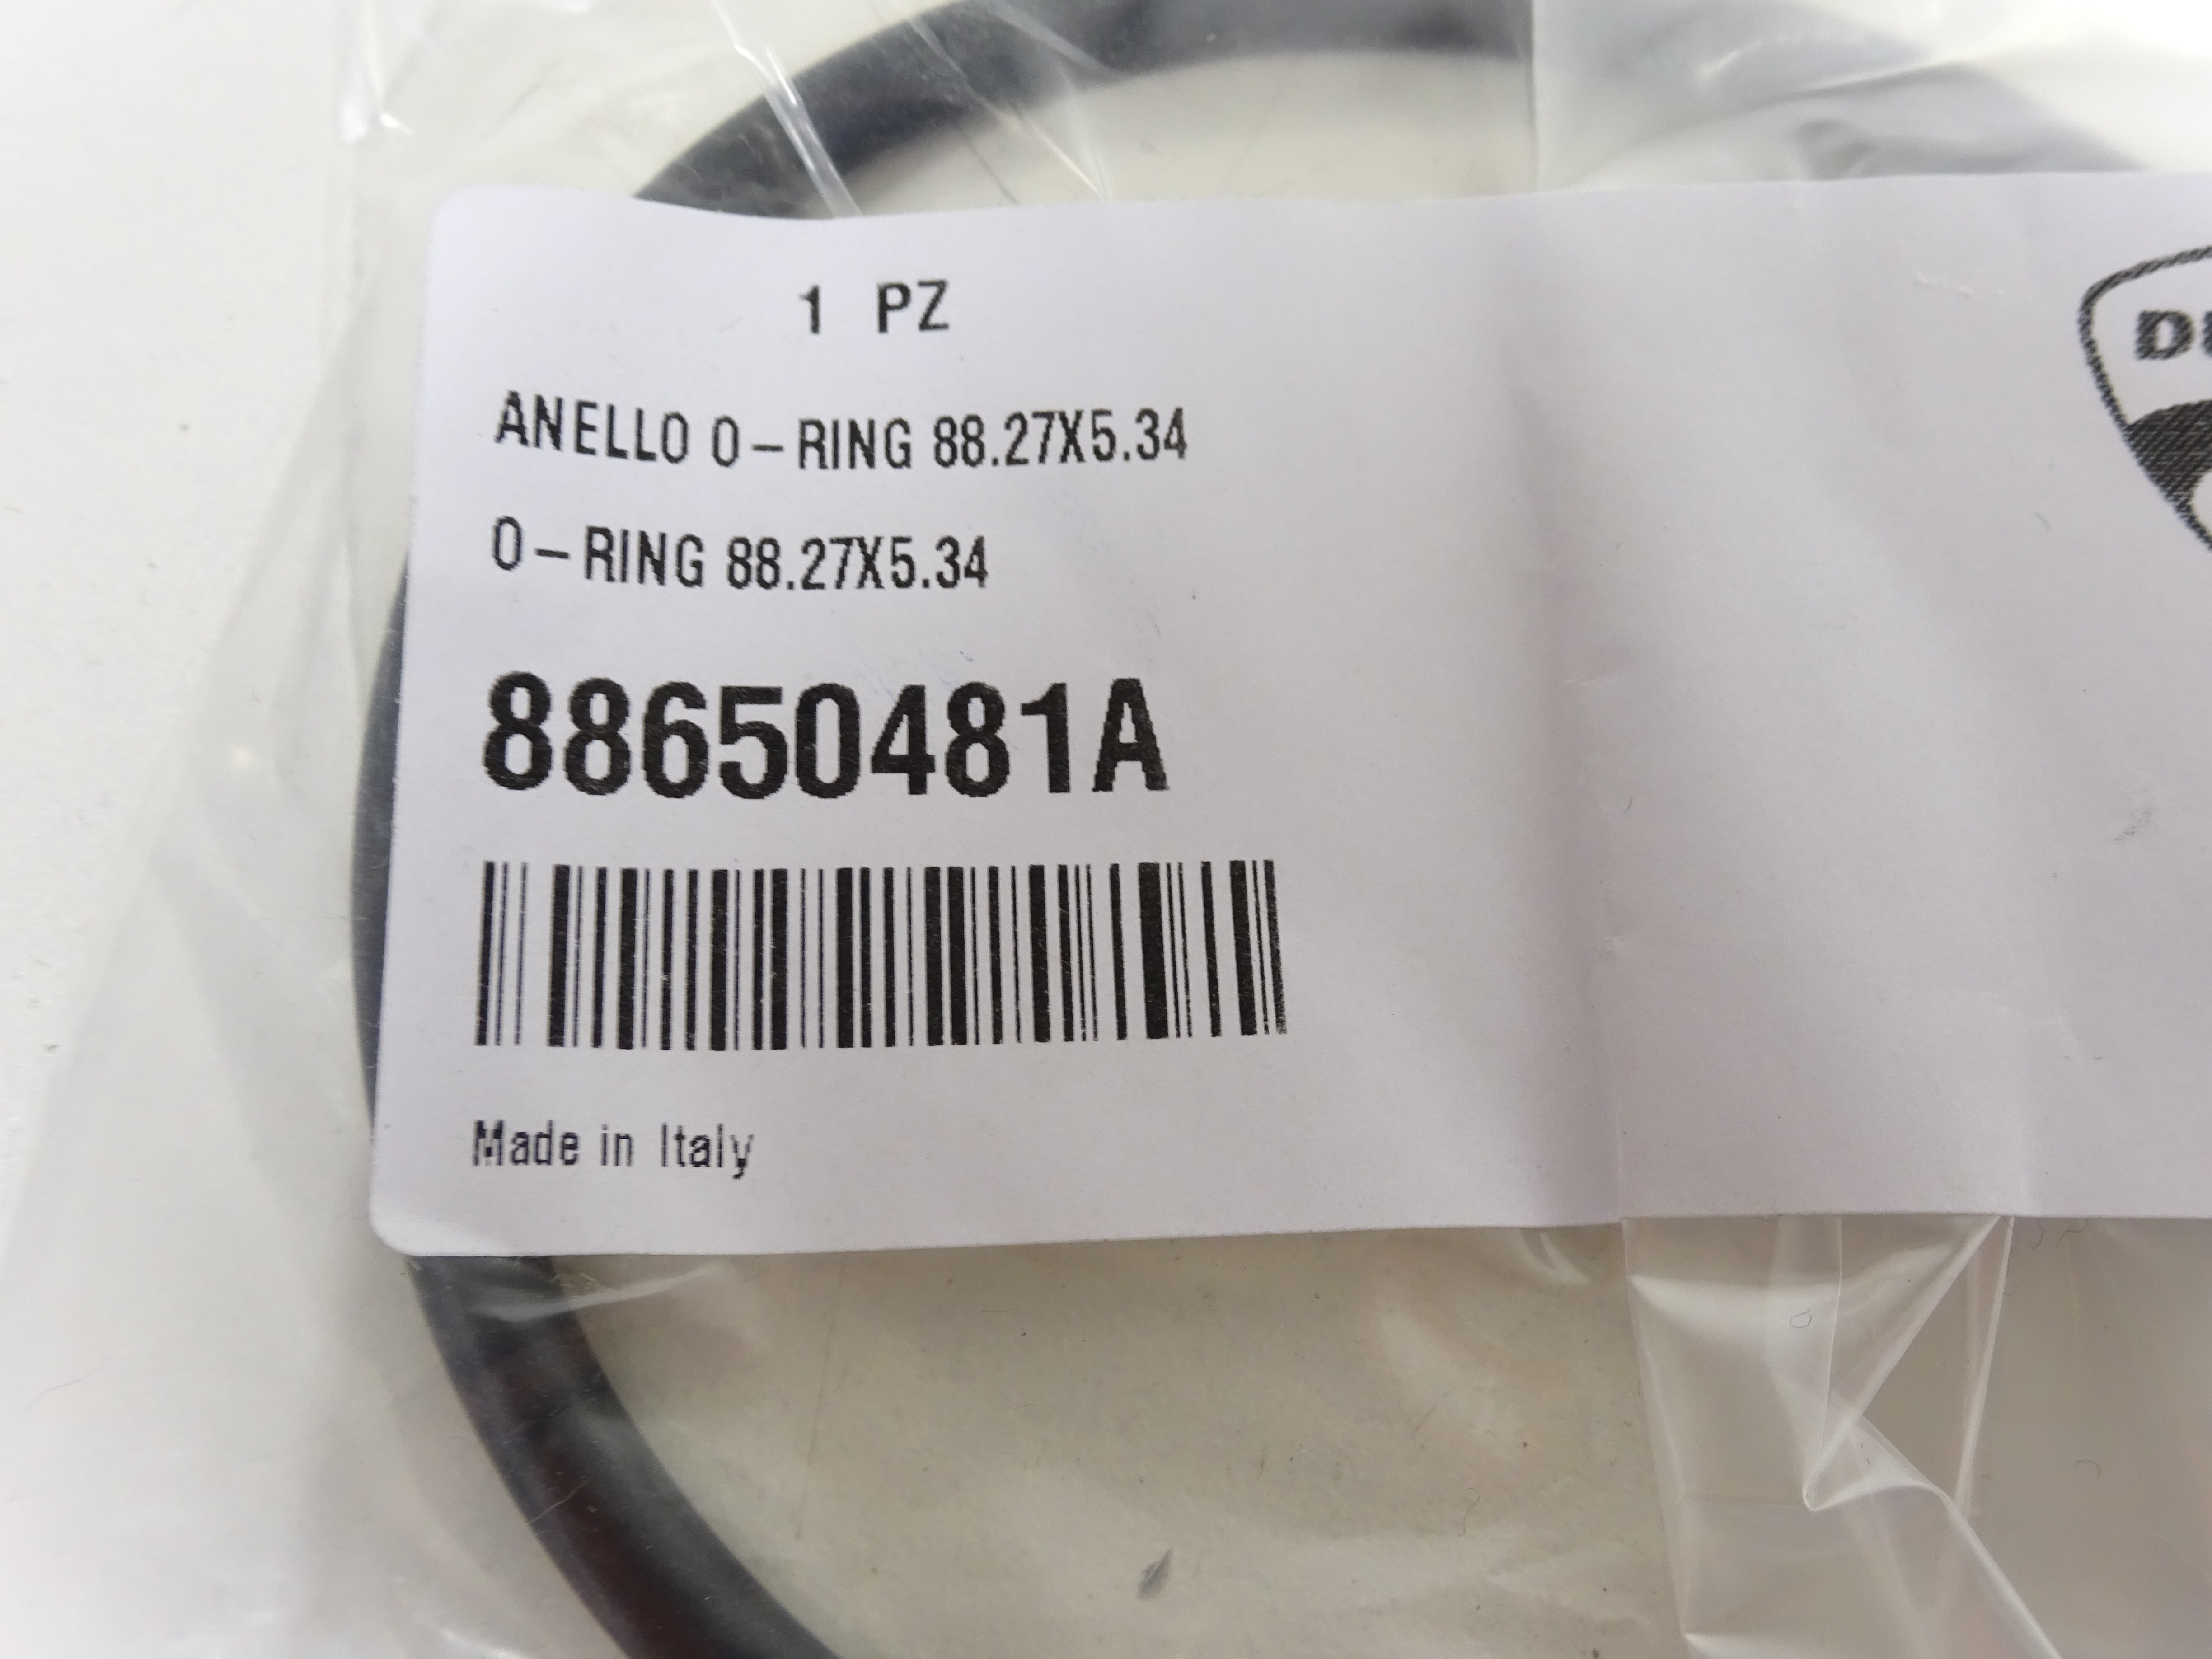 1 PZ
ANELLO O-RING 88.27X5.34
O-RING 88.27X5.34
88650481A
Made in Italy